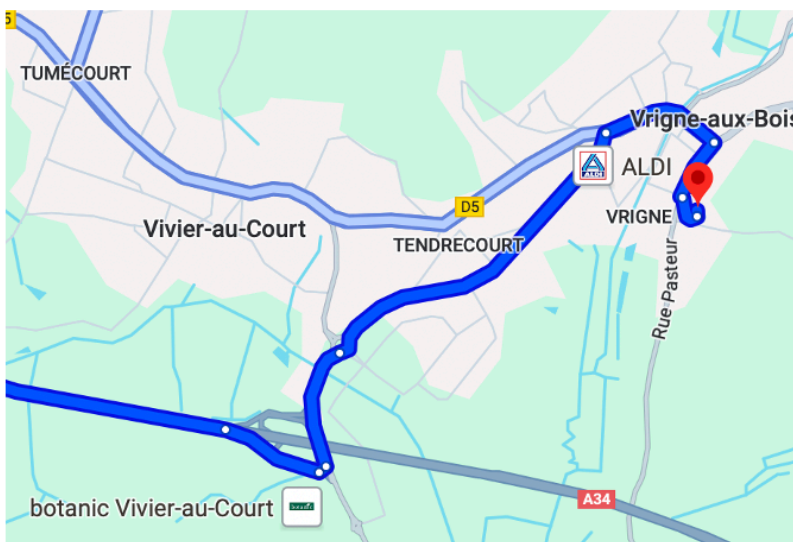 5
TUMÉCOURT
Vrigne-aux-Bois
ALDI
ALDI
D5
VRIGNE
Vivier-au-Court
TENDRECOURT
Rue Pasteur
A34
botanic Vivier-au-Court